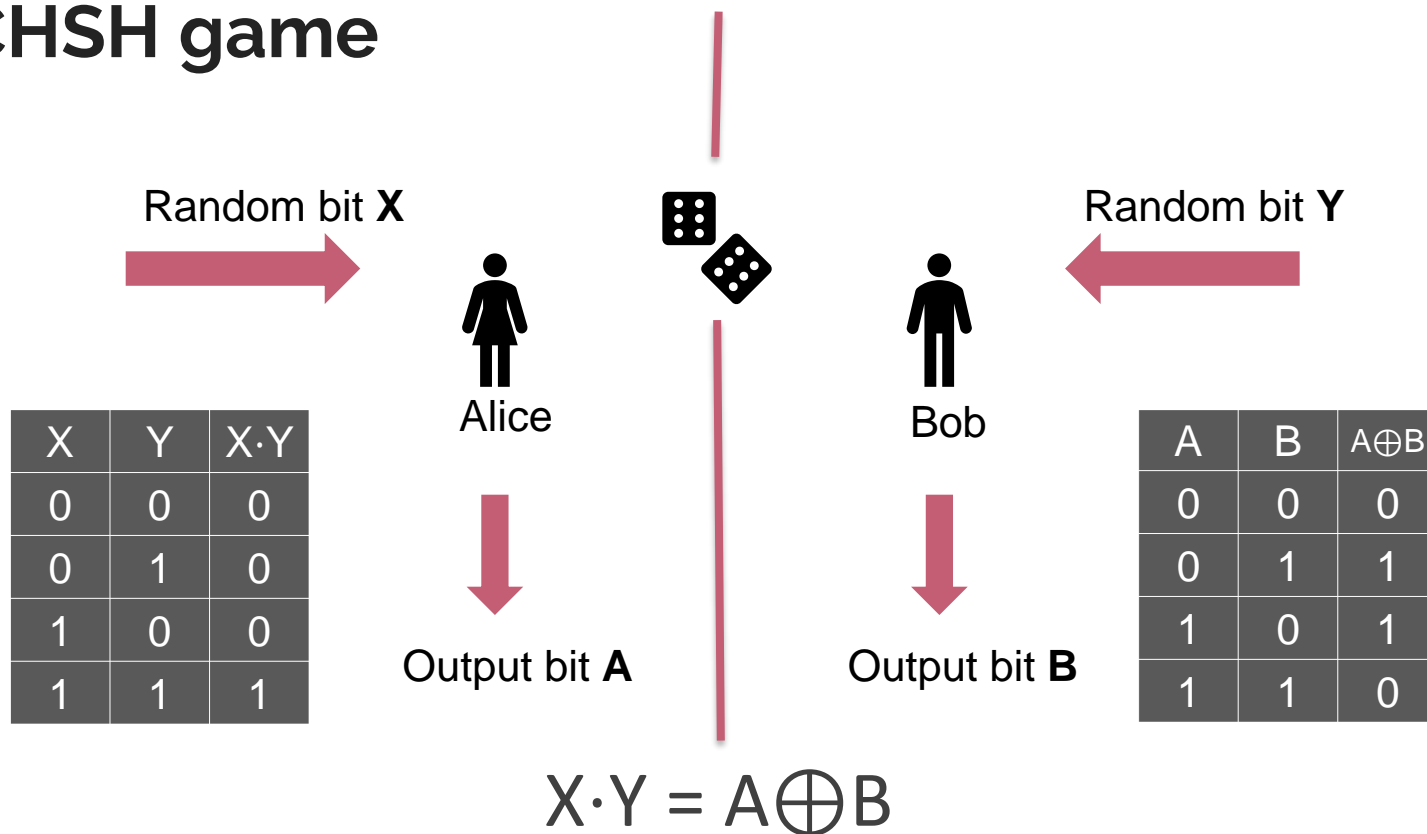 CHSH game
Random bit X
Random bit Y
Alice
Bob
X Y X·Y
0 0 0
0 1 0
1 0 0
1 1 1
A B A⊕B
0 0 0
0 1 1
1 0 1
1 1 0
Output bit A
Output bit B
X·Y = A⊕B